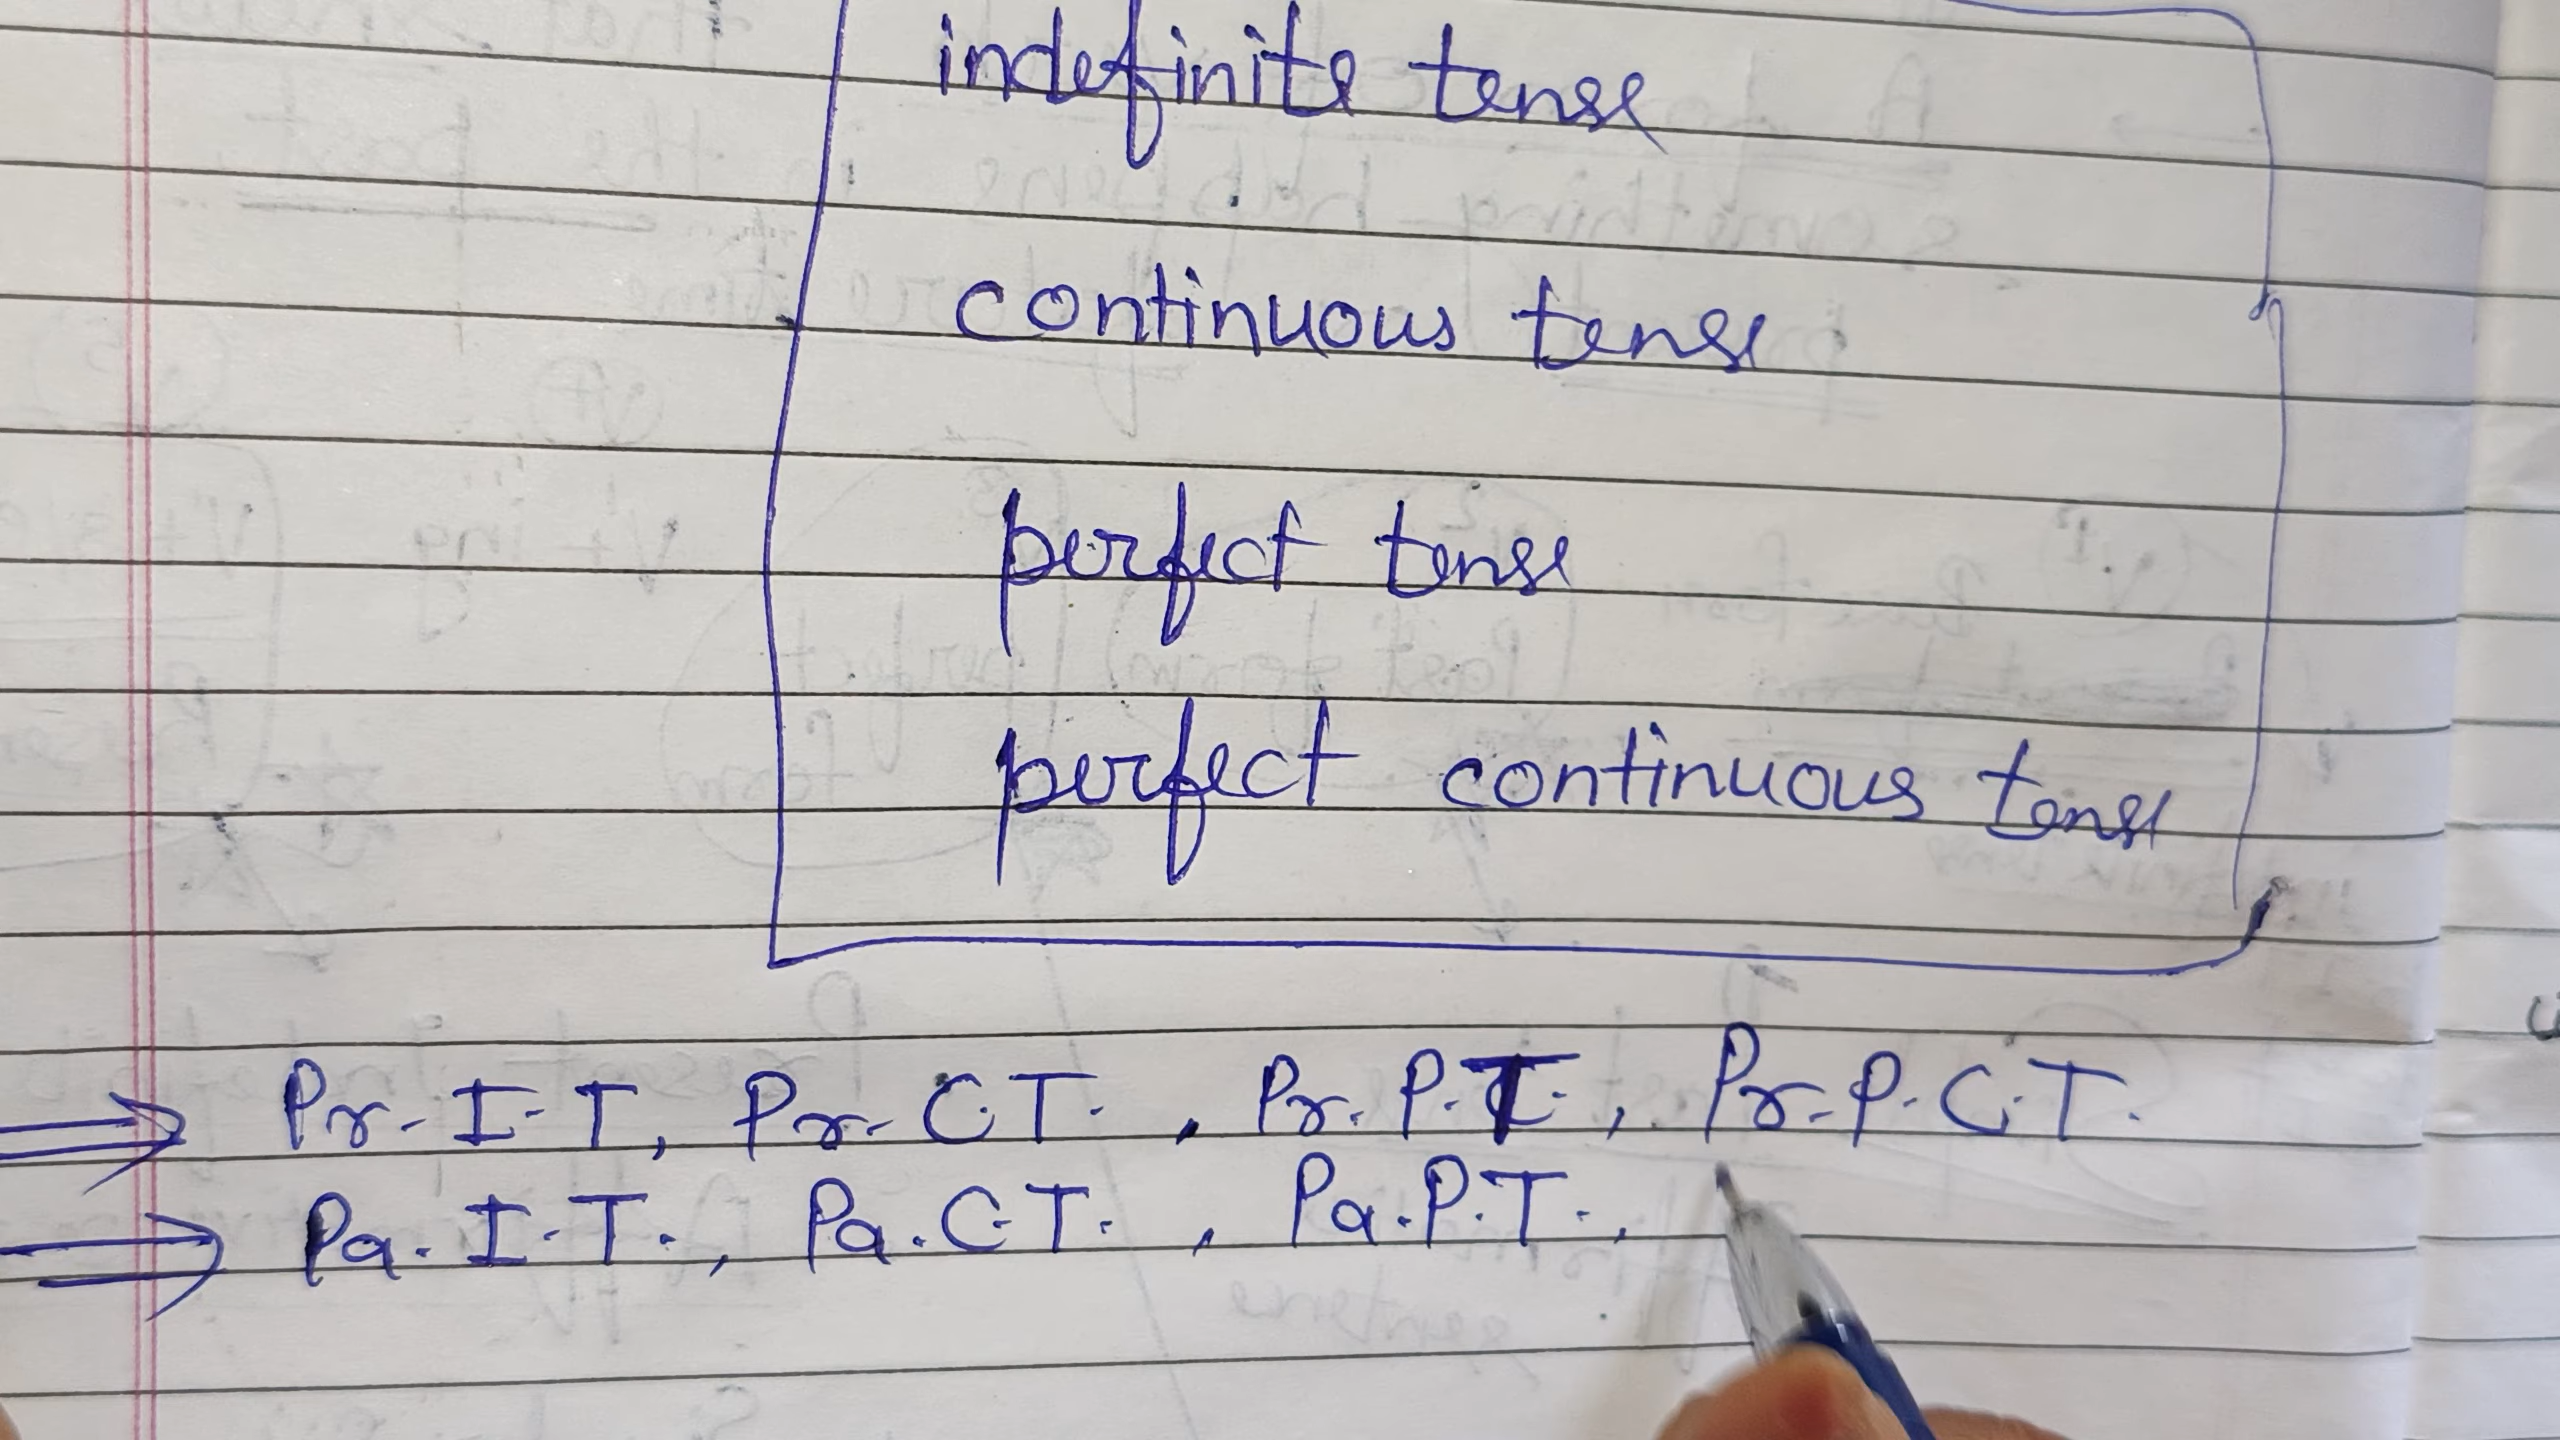 indefinite tense
continuous tense
perfect tense
perfect continuous tense
Pr. I. T, Pr. C. T. , Pr. P. T. , Pr. P. C. T.
Pa. I. T. , Pa. C. T. , Pa. P. T. ,